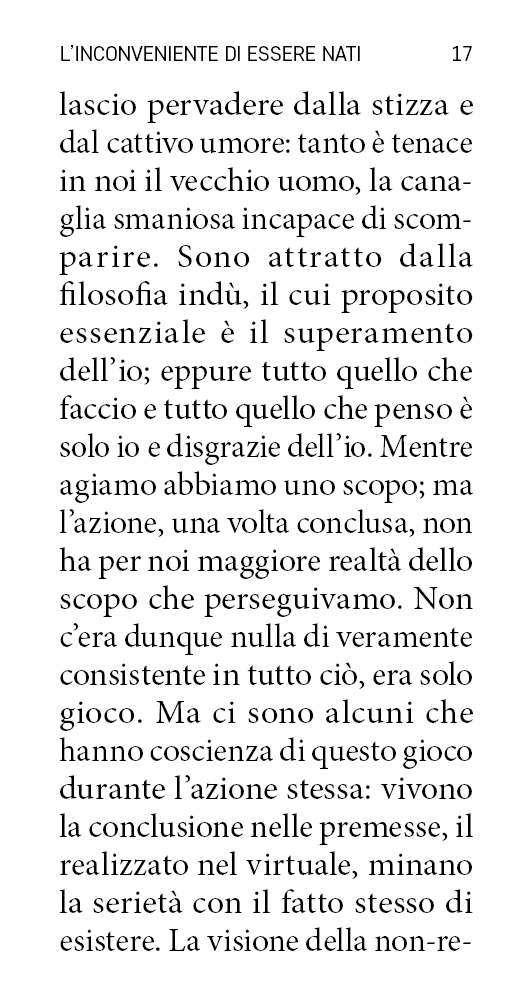 L'INCONVENIENTE DI ESSERE NATI 17
lascio pervadere dalla stizza e
dal cattivo umore: tanto è tenace
in noi il vecchio uomo, la cana-
glia smaniosa incapace di scom-
parire. Sono attratto dalla
filosofia indù, il cui proposito
essenziale è il superamento
dell'io; eppure tutto quello che
faccio e tutto quello che penso è
solo io e disgrazie dell'io. Mentre
agiamo abbiamo uno scopo; ma
l'azione, una volta conclusa, non
ha per noi maggiore realtà dello
scopo che perseguivamo. Non
c'era dunque nulla di veramente
consistente in tutto ciò, era solo
gioco. Ma ci sono alcuni che
hanno coscienza di questo gioco
durante l'azione stessa: vivono
la conclusione nelle premesse, il
realizzato nel virtuale, minano
la serietà con il fatto stesso di
esistere. La visione della non-re-